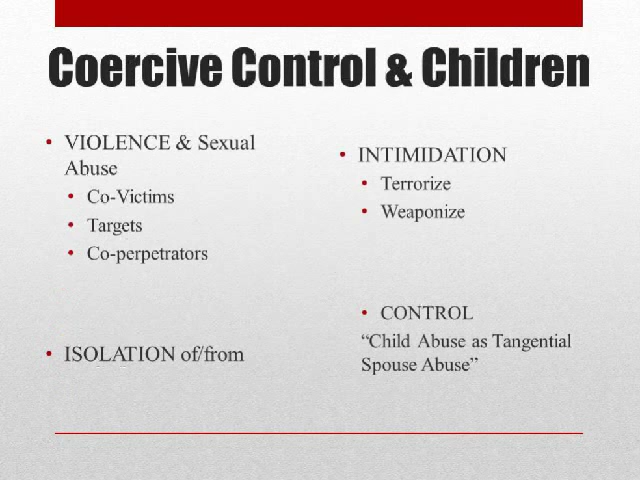 Coercive Control & Children
• VIOLENCE & Sexual
Abuse
• Co-Victims
• Targets
• Co-perpetrators
• ISOLATION of/from
• INTIMIDATION
• Terrorize
• Weaponize
• CONTROL
“Child Abuse as Tangential
Spouse Abuse”